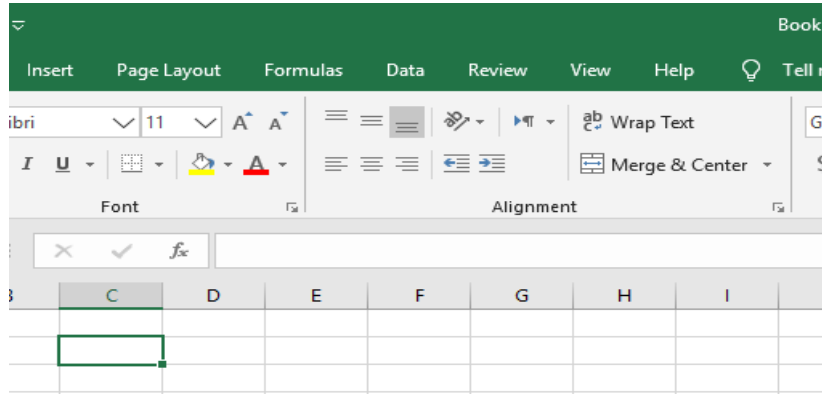 Book
Insert Page Layout Formulas Data Review View Help Tell
ibri 11 A A ab Wrap Text G
I U A Merge & Center
Font Alignment
fx
C D E F G H I